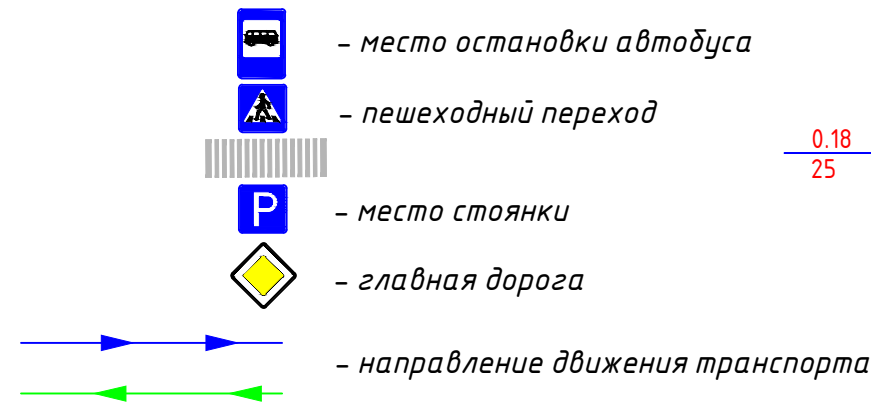 - место остановки автобуса
- пешеходный переход
0.18
25
P
- место стоянки
- главная дорога
- направление движения транспорта